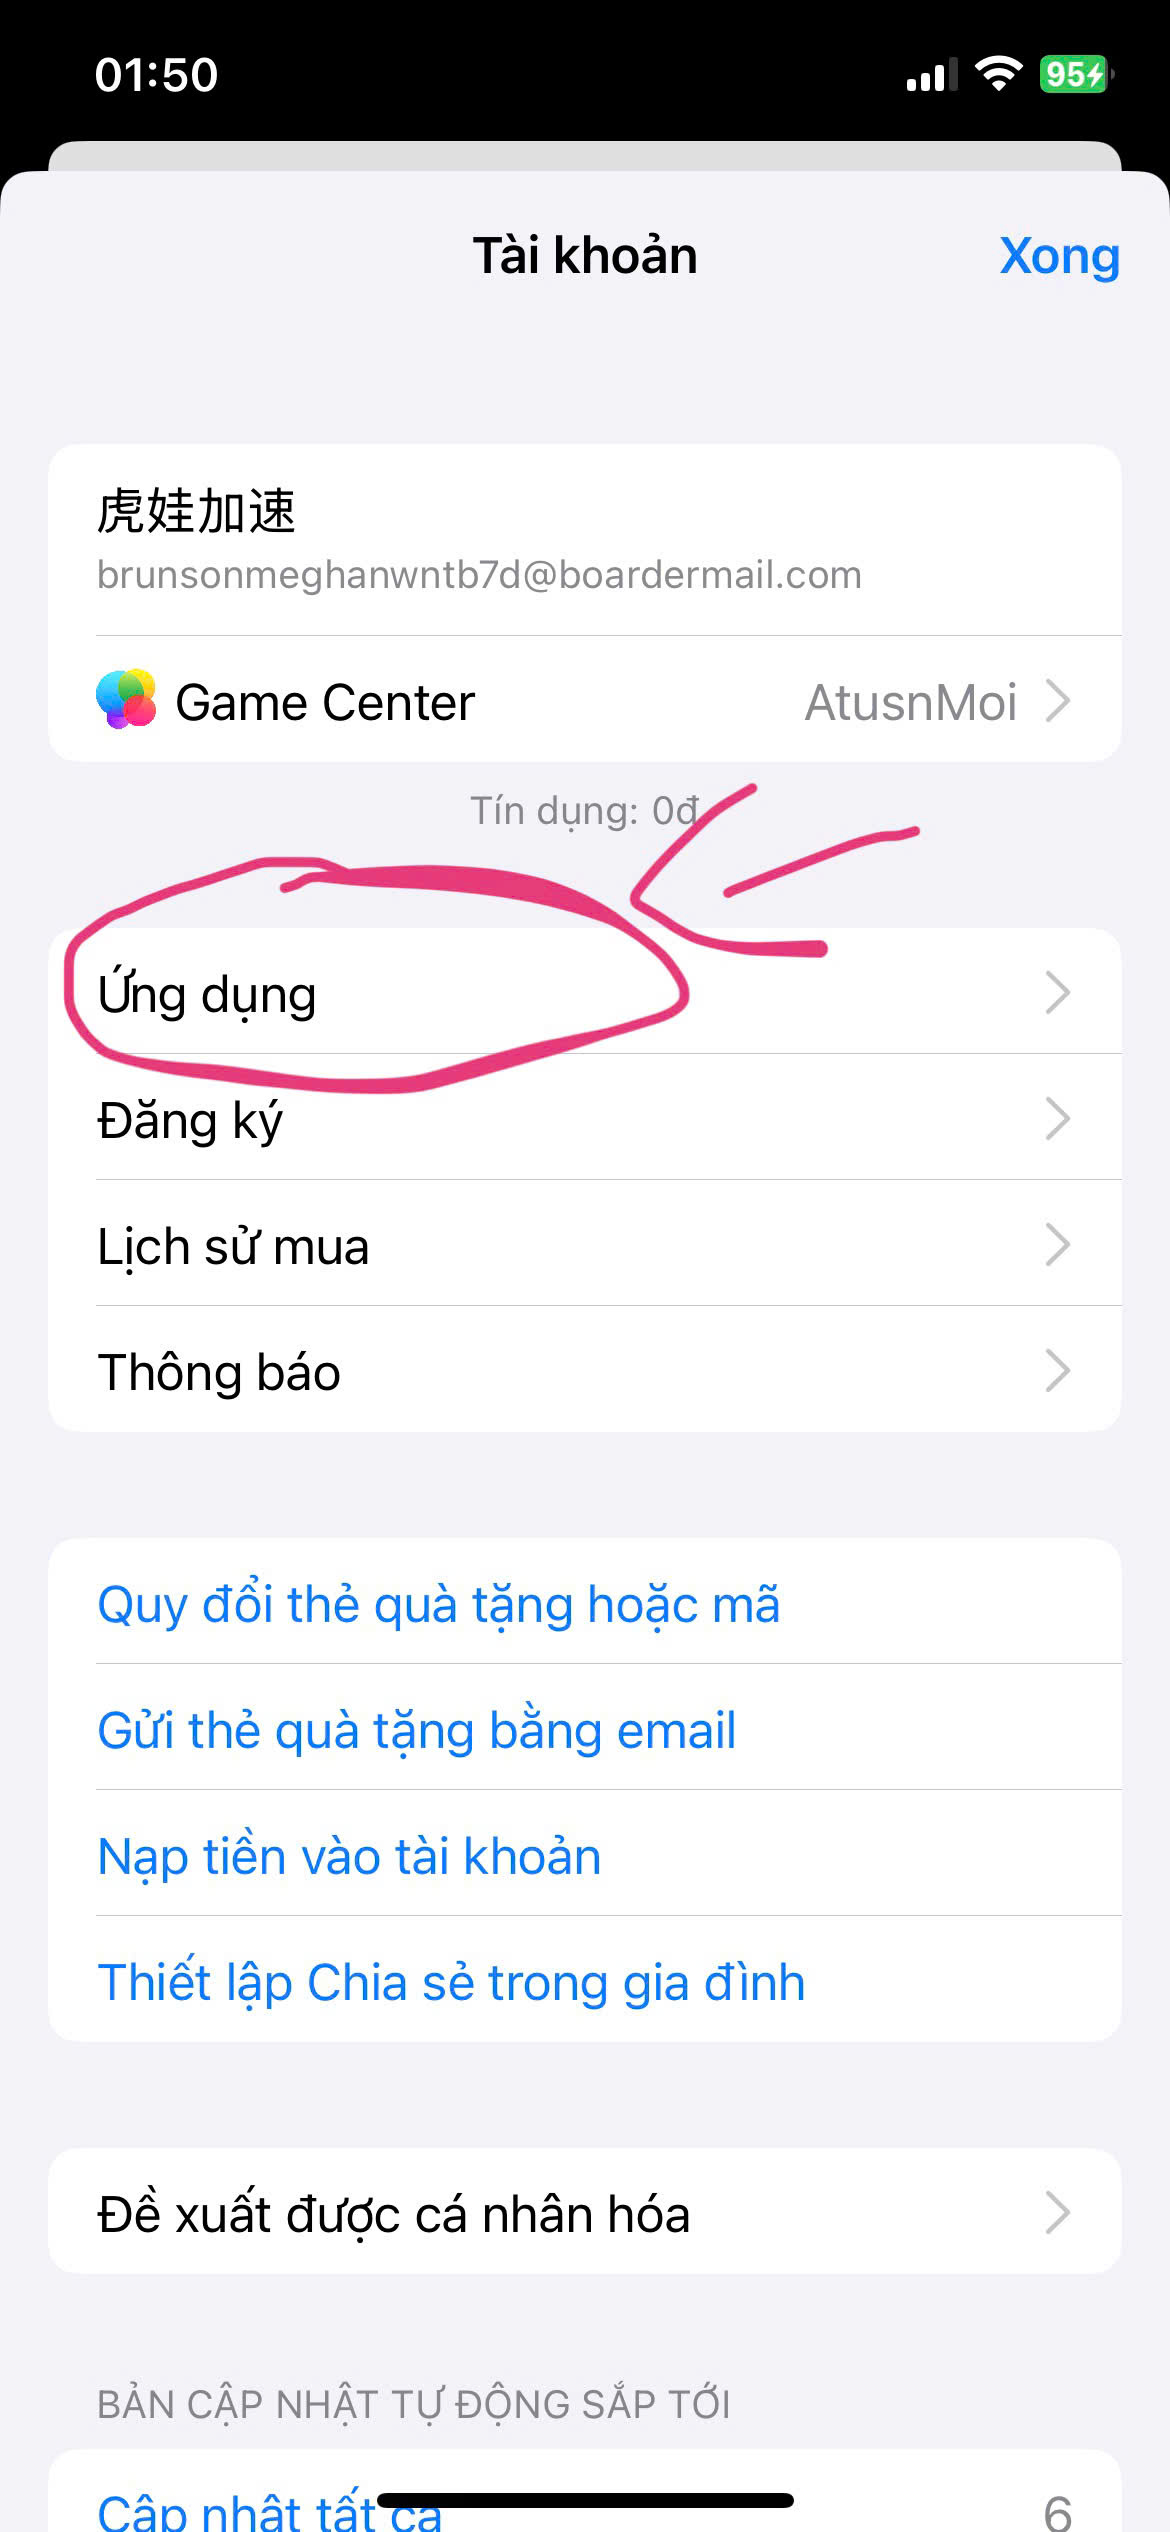 01:50
95
Tài khoản
Xong
虎娃加速
brunsonmeghanwntb7d@boardermail.com
Game Center
AtusnMoi
Tín dụng: 0đ
Ứng dụng
Đăng ký
Lịch sử mua
Thông báo
Quy đổi thẻ quà tặng hoặc mã
Gửi thẻ quà tặng bằng email
Nạp tiền vào tài khoản
Thiết lập Chia sẻ trong gia đình
Đề xuất được cá nhân hóa
BẢN CẬP NHẬT TỰ ĐỘNG SẮP TỚI
Cập nhật tất cả
6